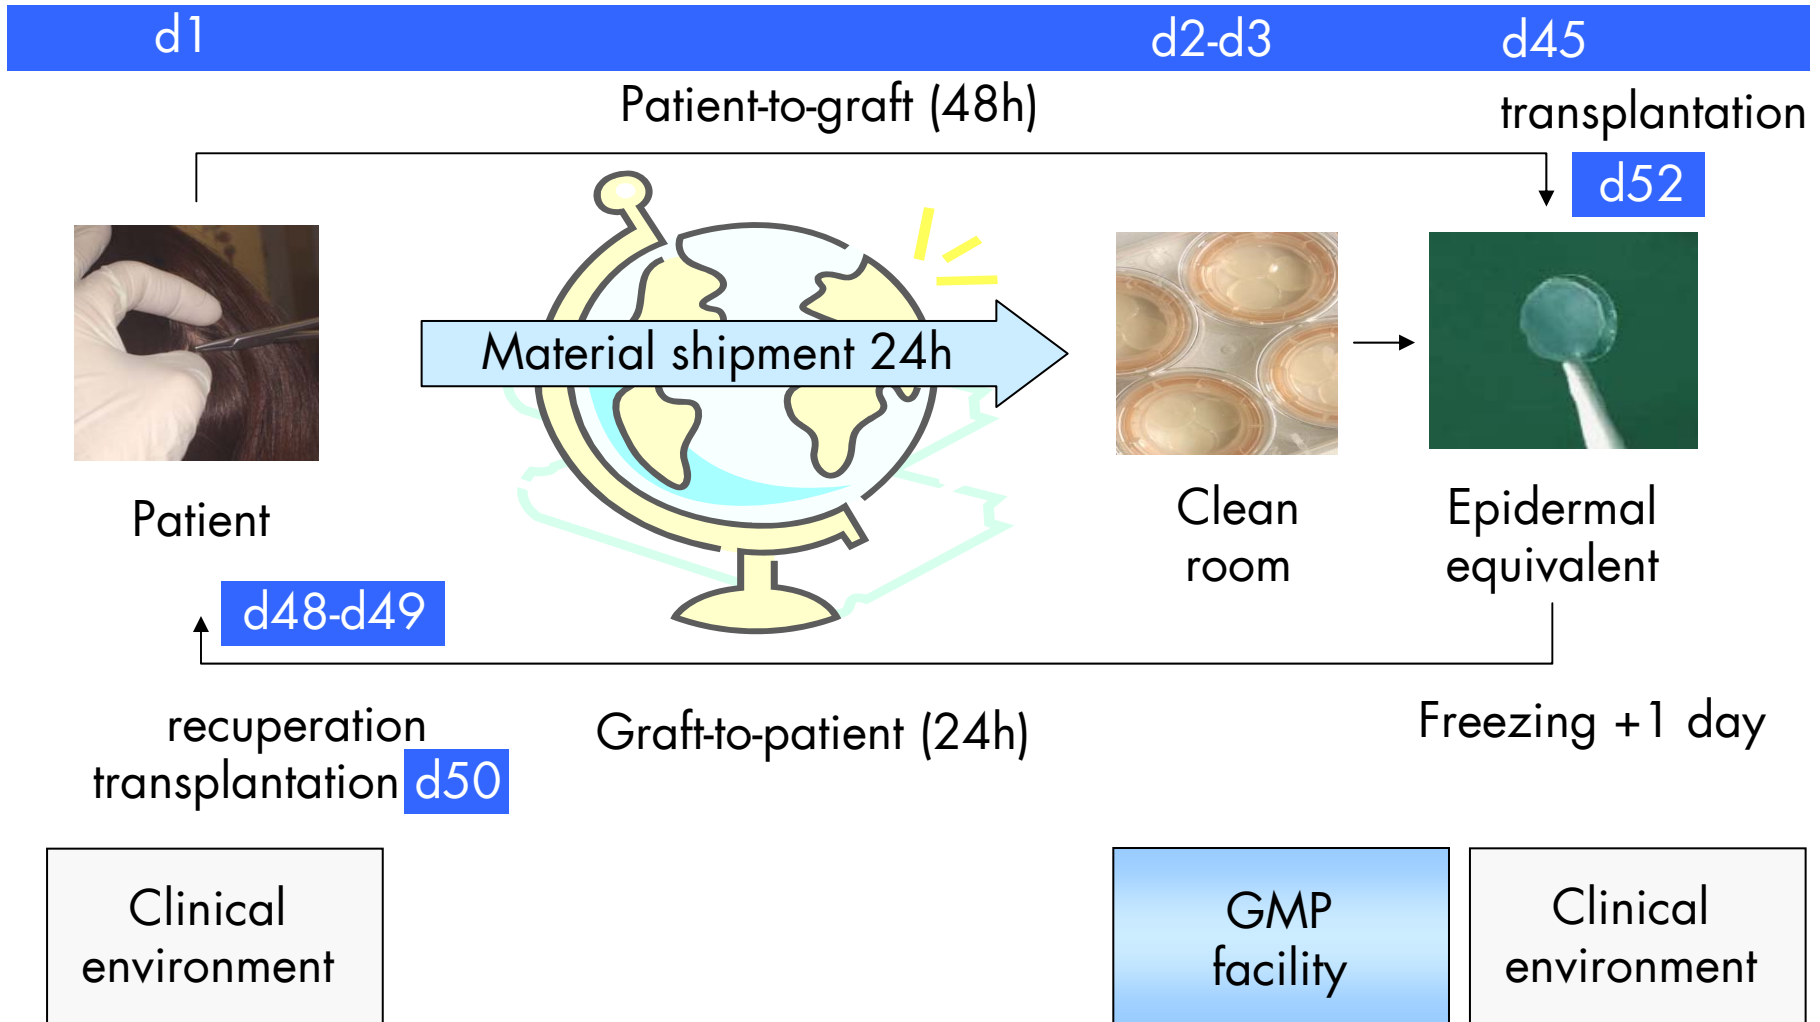 d1
d2-d3
d45
Patient-to-graft (48h)
transplantation
d52
Material shipment 24h
Patient
Clean
room
Epidermal
equivalent
d48-d49
recuperation
transplantation d50
Graft-to-patient (24h)
Freezing +1 day
Clinical
environment
GMP
facility
Clinical
environment